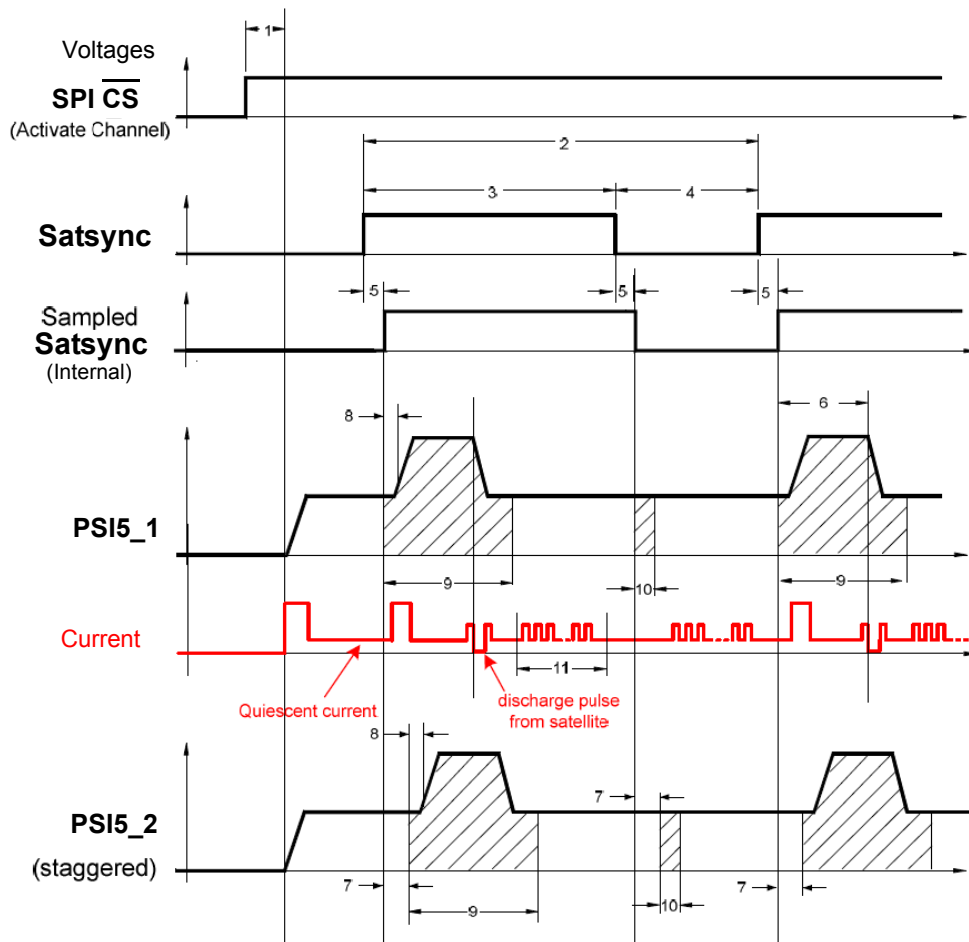 1
Voltages
SPI CS
(Activate Channel)
2
3
4
Satsync
5
5
5
Sampled
Satsync
(Internal)
8
6
PSI5_1
9
10
9
Current
11
Quiescent current
discharge pulse
from satellite
8
7
PSI5_2
(staggered)
7
9
10
7